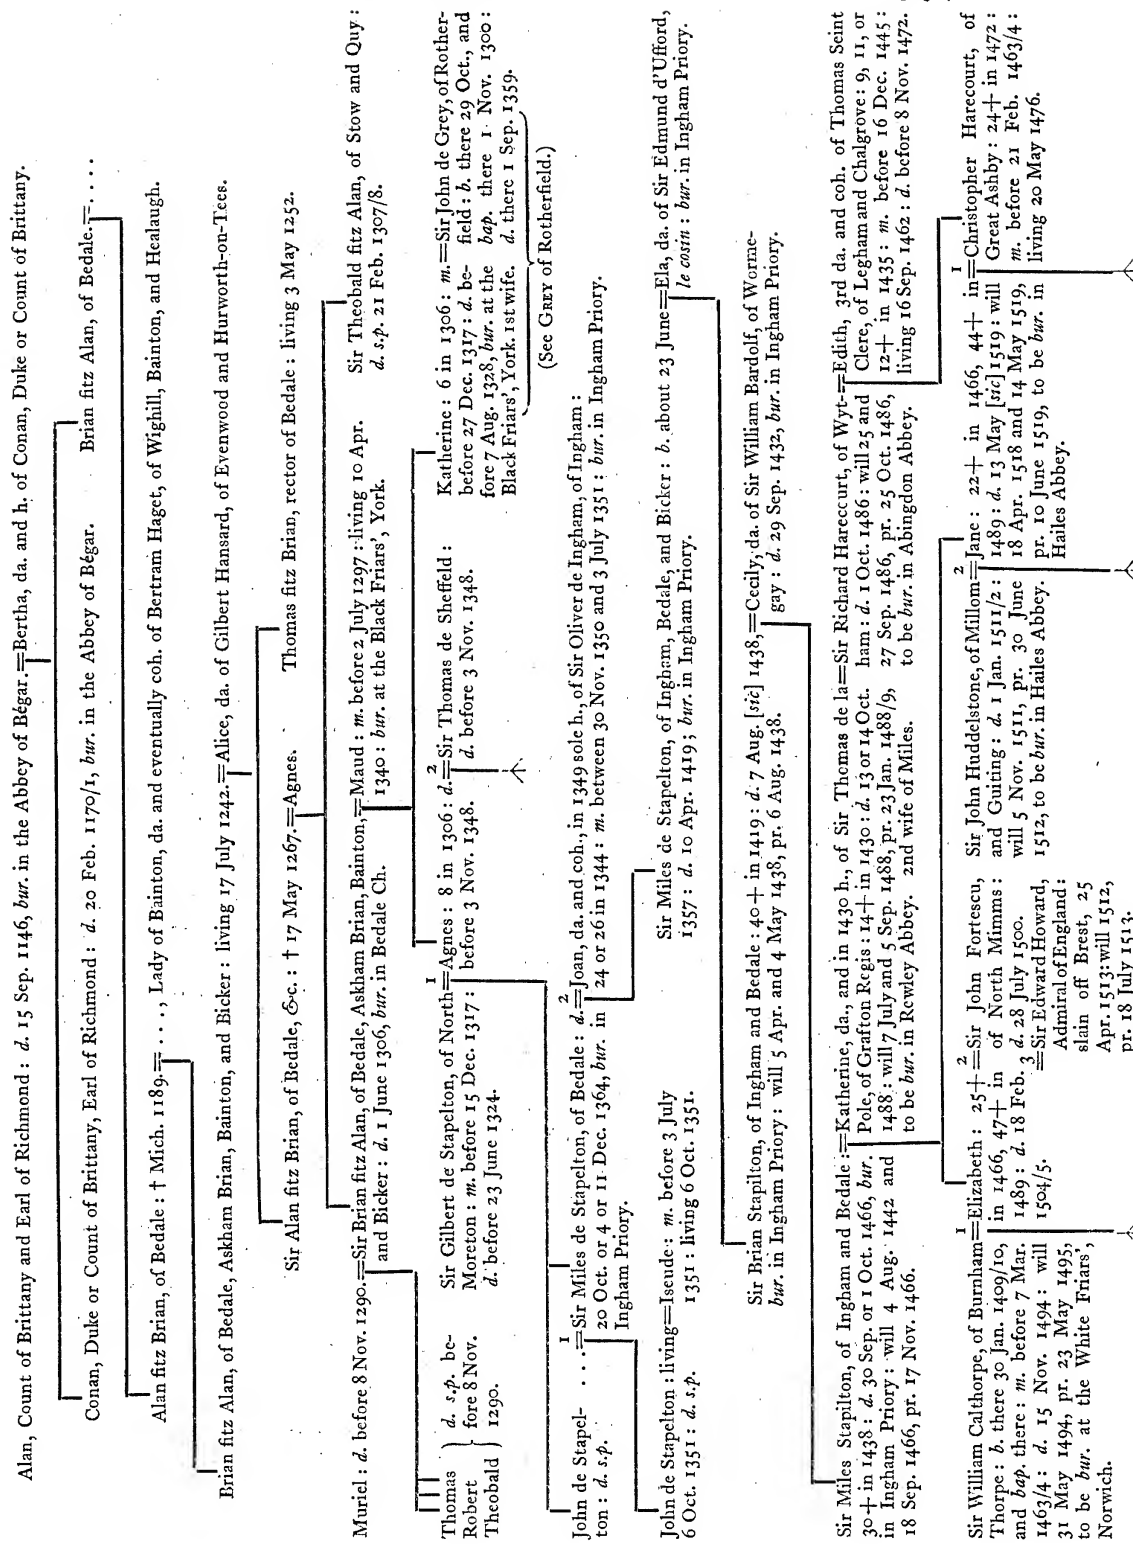 Alan, Count of Brittany and Earl of Richmond : d. 15 Sep. 1146, bur. in the Abbey of Bégar.=Bertha, da. and h. of Conan, Duke or Count of Brittany.
Conan, Duke or Count of Brittany, Earl of Richmond : d. 20 Feb. 1170/1, bur. in the Abbey of Bégar.
Brian fitz Alan, of Bedale.=....
Alan fitz Brian, of Bedale : † Mich. 1189.=...., Lady of Bainton, da. and eventually coh. of Bertram Haget, of Wighill, Bainton, and Healaugh.
Brian fitz Alan, of Bedale, Askham Brian, Bainton, and Bicker : living 17 July 1242.=Alice, da. of Gilbert Hansard, of Evenwood and Hurworth-on-Tees.
Sir Alan fitz Brian, of Bedale, &c. : † 17 May 1267.=Agnes.
Thomas fitz Brian, rector of Bedale : living 3 May 1252.
Muriel : d. before 8 Nov. 1290.=Sir Brian fitz Alan, of Bedale, Askham Brian, Bainton,
and Bicker : d. 1 June 1306, bur. in Bedale Ch.
=Maud : m. before 2 July 1297 : living 10 Apr.
1340 : bur. at the Black Friars', York.
Sir Theobald fitz Alan, of Stow and Quy :
d. s.p. 21 Feb. 1307/8.
Thomas
Robert
Theobald
d. s.p. be-
fore 8 Nov.
1290.
Sir Gilbert de Stapelton, of North
Moreton : m. before 15 Dec. 1317 :
d. before 23 June 1324.
1
=Agnes : 8 in 1306 : d.
before 3 Nov. 1348.
2
=Sir Thomas de Sheffeld :
d. before 3 Nov. 1348.
Katherine : 6 in 1306 : m.
before 27 Dec. 1317 : d. be-
fore 7 Aug. 1328, bur. at the
Black Friars', York. 1st wife.
=Sir John de Grey, of Rother-
field : b. there 29 Oct., and
bap. there 1 Nov. 1300 :
d. there 1 Sep. 1359.
(See GREY of Rotherfield.)
John de Stapel-
ton : d. s.p.
. . .
1
=Sir Miles de Stapelton, of Bedale : d.
20 Oct. or 4 or 11 Dec. 1364, bur. in
Ingham Priory.
2
=Joan, da. and coh., in 1349 sole h., of Sir Oliver de Ingham, of Ingham :
24 or 26 in 1344 : m. between 30 Nov. 1350 and 3 July 1351 : bur. in Ingham Priory.
John de Stapelton : living
6 Oct. 1351 : d. s.p.
=Iseude : m. before 3 July
1351 : living 6 Oct. 1351.
Sir Miles de Stapelton, of Ingham, Bedale, and Bicker : b. about 23 June
1357 : d. 10 Apr. 1419 ; bur. in Ingham Priory.
=Ela, da. of Sir Edmund d'Ufford,
le cosin : bur. in Ingham Priory.
Sir Brian Stapilton, of Ingham and Bedale : 40+ in 1419 : d. 7 Aug. [sic] 1438,
bur. in Ingham Priory : will 5 Apr. and 4 May 1438, pr. 6 Aug. 1438.
=Cecily, da. of Sir William Bardolf, of Worme-
gay : d. 29 Sep. 1432, bur. in Ingham Priory.
Sir Miles Stapilton, of Ingham and Bedale :
30+ in 1438 : d. 30 Sep. or 1 Oct. 1466, bur.
in Ingham Priory : will 4 Aug. 1442 and
18 Sep. 1466, pr. 17 Nov. 1466.
=Katherine, da., and in 1430 h., of Sir Thomas de la
Pole, of Grafton Regis : 14+ in 1430 : d. 13 or 14 Oct.
1488 : will 7 July and 5 Sep. 1488, pr. 23 Jan. 1488/9,
to be bur. in Rewley Abbey. 2nd wife of Miles.
=Sir Richard Hareccurt, of Wyt-
ham : d. 1 Oct. 1486 : will 25 and
27 Sep. 1486, pr. 25 Oct. 1486,
to be bur. in Abingdon Abbey.
=Edith, 3rd da. and coh. of Thomas Seint
Clere, of Legham and Chalgrove : 9, 11, or
12+ in 1435 : m. before 16 Dec. 1445 :
living 16 Sep. 1462 : d. before 8 Nov. 1472.
Sir William Calthorpe, of Burnham
Thorpe : b. there 30 Jan. 1409/10,
and bap. there : m. before 7 Mar.
1463/4 : d. 15 Nov. 1494 : will
31 May 1494, pr. 23 May 1495,
to be bur. at the White Friars',
Norwich.
1
=Elizabeth : 25+
in 1466, 47+ in
1489 : d. 18 Feb.
1504/5.
2
=Sir John Fortescu,
of North Mimms :
d. 28 July 1500.
3
=Sir Edward Howard,
Admiral of England :
slain off Brest, 25
Apr. 1513 : will 1512,
pr. 18 July 1513.
Sir John Huddelstone, of Millom
and Guiting : d. 1 Jan. 1511/2 :
will 5 Nov. 1511, pr. 30 June
1512, to be bur. in Hailes Abbey.
2
=Jane : 22+ in 1466, 44+ in
1489 : d. 13 May [sic] 1519 : will
18 Apr. 1518 and 14 May 1519,
pr. 10 June 1519, to be bur. in
Hailes Abbey.
1
=Christopher Harecourt, of
Great Ashby : 24+ in 1472 :
m. before 21 Feb. 1463/4 :
living 20 May 1476.